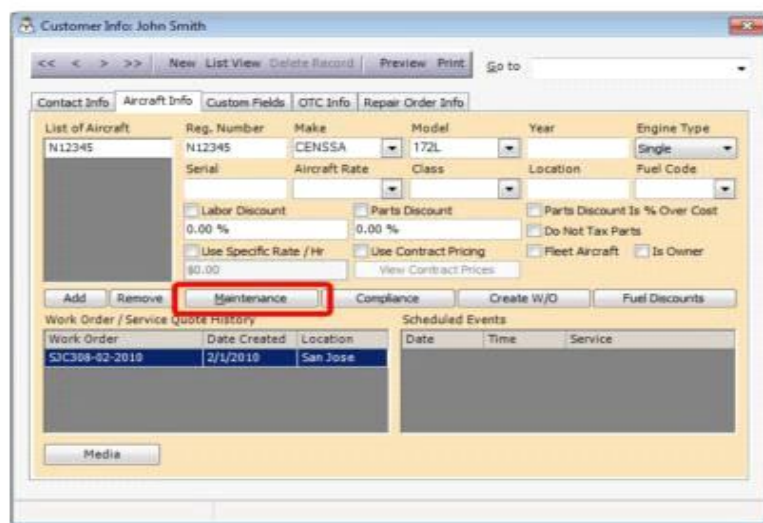 Customer Info: John Smith
<< < > >> New List View Delete Record Preview Print Go to
Contact Info Aircraft Info Custom Fields OTC Info Repair Order Info
List of Aircraft Reg. Number Make Model Year Engine Type
N12345 N12345 CENSSA 172L Single
Serial Aircraft Rate Class Location Fuel Code
Labor Discount Parts Discount Parts Discount Is % Over Cost
0.00 % 0.00 % Do Not Tax Parts
Use Specific Rate / Hr Use Contract Pricing Fleet Aircraft Is Owner
$0.00 View Contract Prices
Add Remove Maintenance Compliance Create W/O Fuel Discounts
Work Order / Service Quote History Scheduled Events
Work Order Date Created Location Date Time Service
SJC308-02-2010 2/1/2010 San Jose
Media